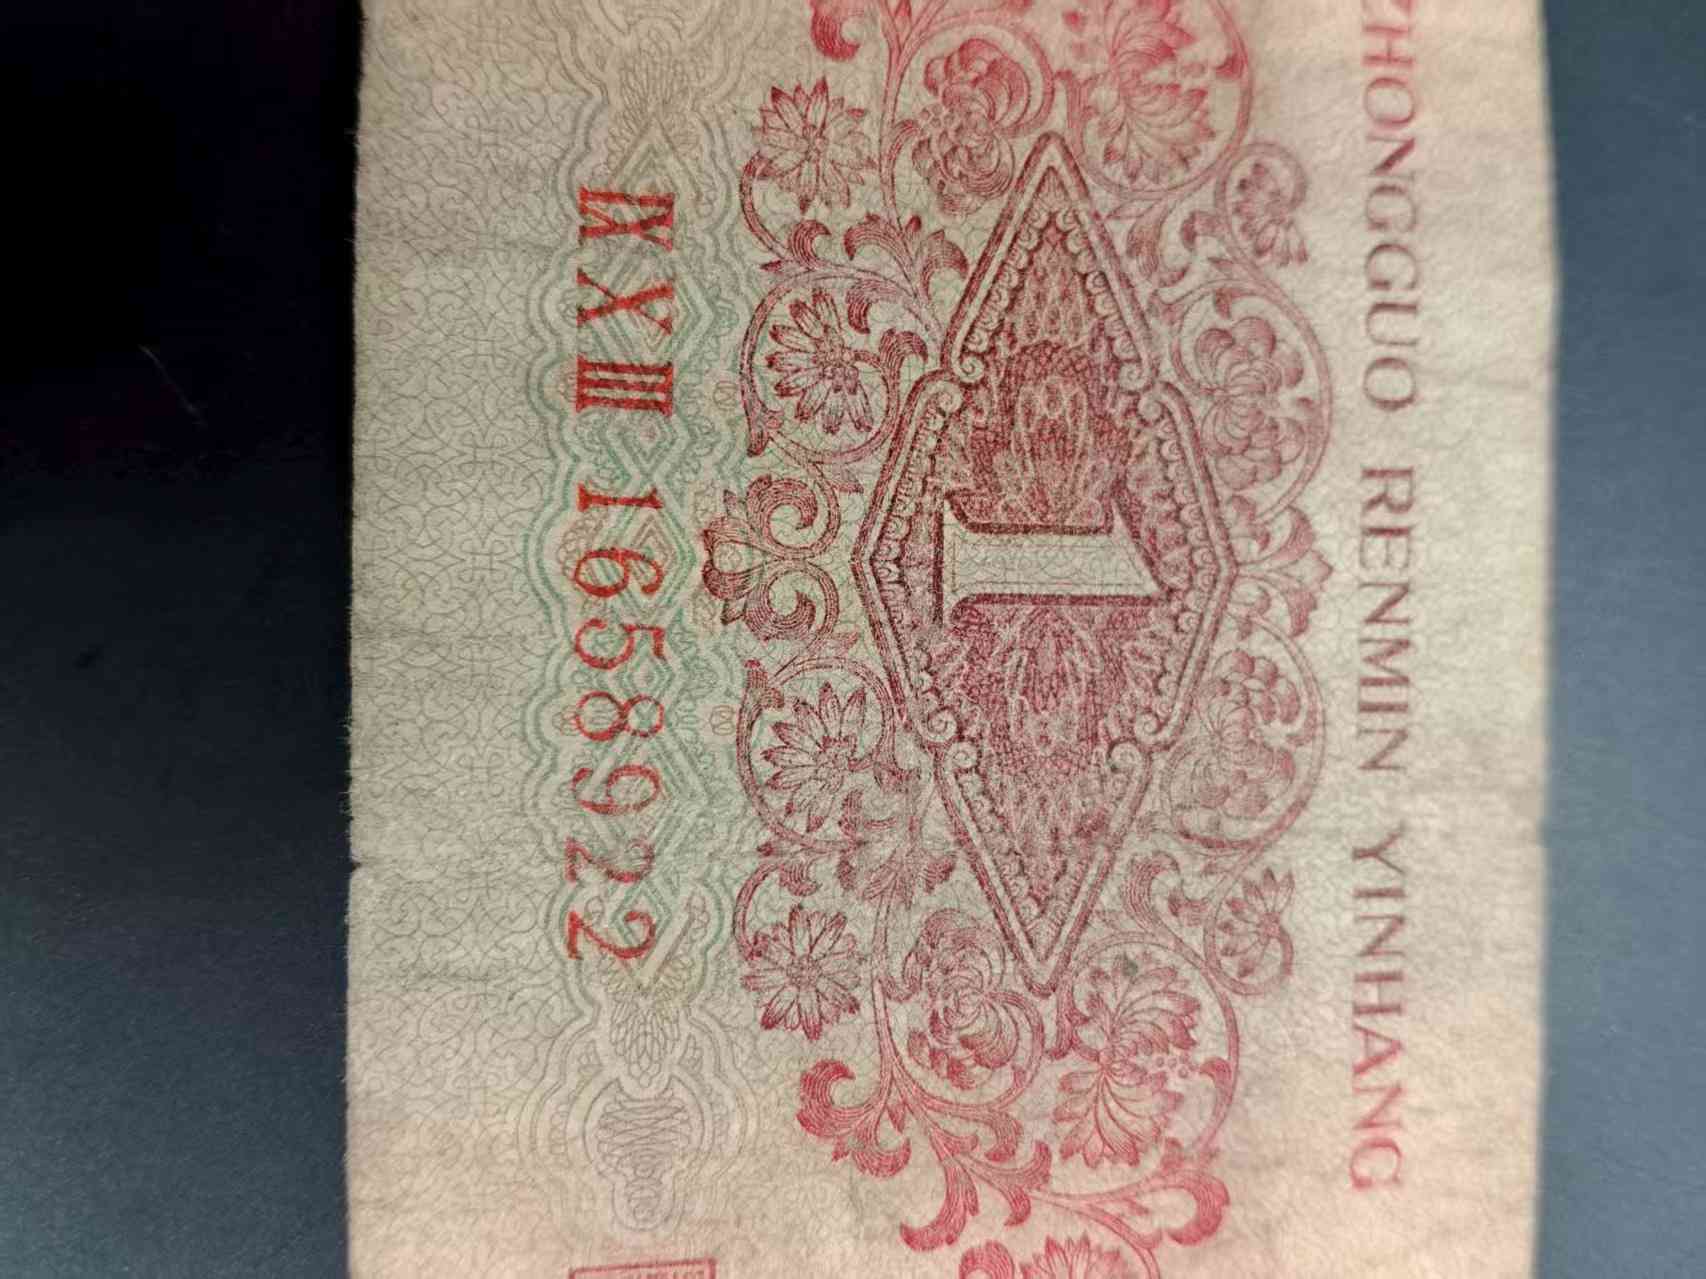 ZHONGGUO RENMIN YINHANG
1
IX X III 1658922